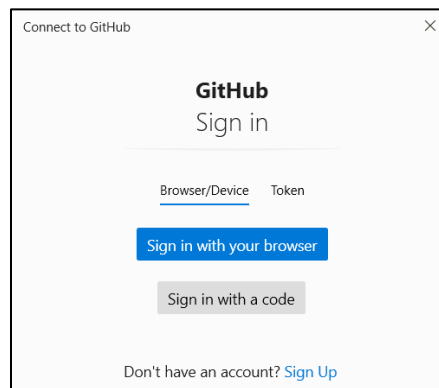 Connect to GitHub
GitHub
Sign in
Browser/Device Token
Sign in with your browser
Sign in with a code
Don't have an account? Sign Up